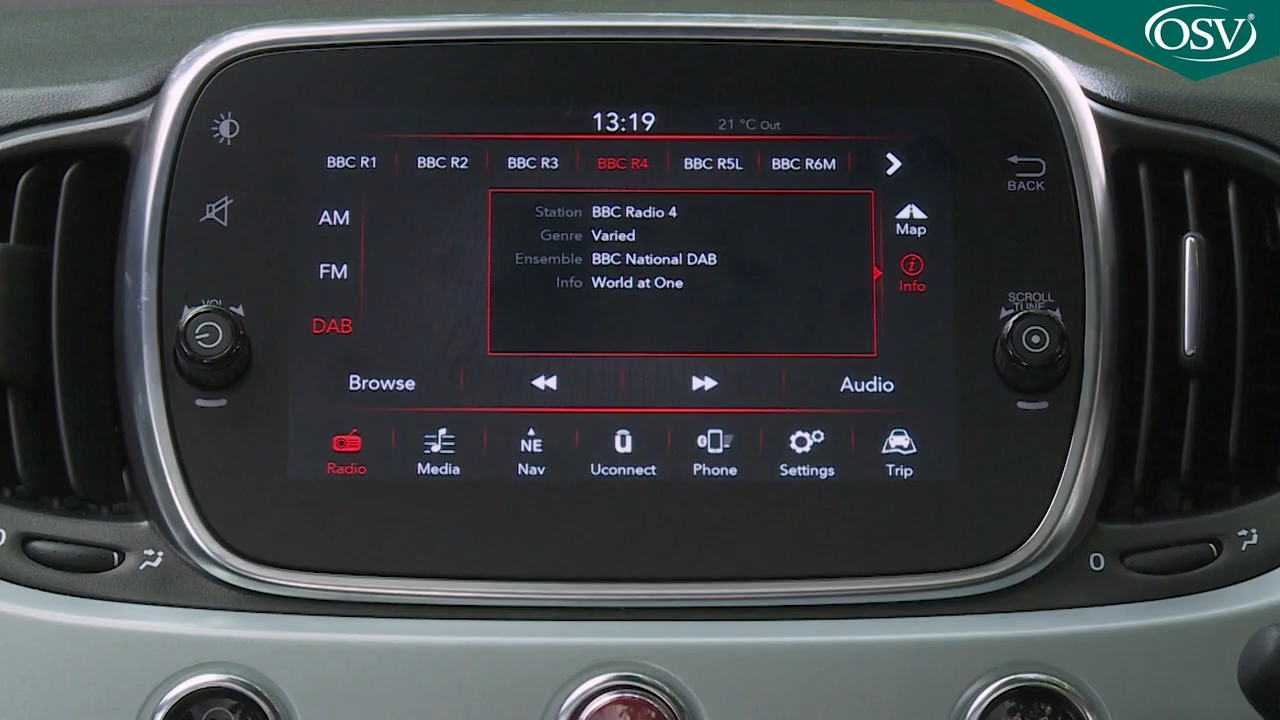 OSV®
13:19 21 °C Out
BBC R1 BBC R2 BBC R3 BBC R4 BBC R5L BBC R6M
BACK
AM
Station BBC Radio 4
Map
Genre Varied
FM
Ensemble BBC National DAB
Info World at One
Info
VOL
SCROLL
TUNE
DAB
Browse Audio
NE
Radio Media Nav Uconnect Phone Settings Trip
0 0